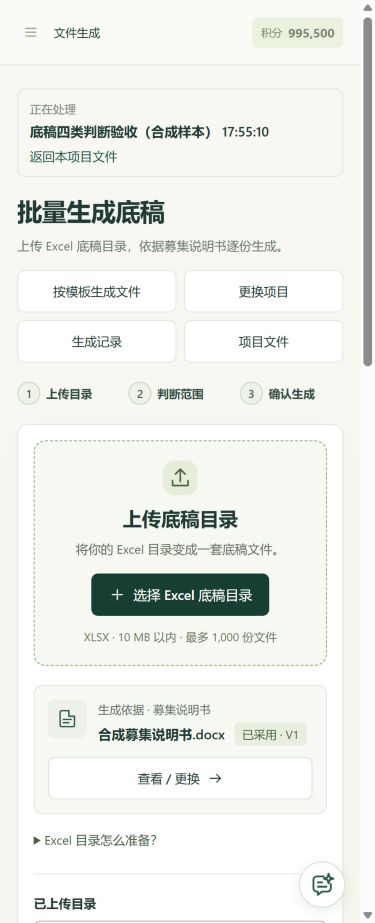 文件生成
积分 995,500
正在处理
底稿四类判断验收（合成样本） 17:55:10
返回本项目文件
批量生成底稿
上传 Excel 底稿目录，依据募集说明书逐份生成。
按模板生成文件
更换项目
生成记录
项目文件
1 上传目录
2 判断范围
3 确认生成
上传底稿目录
将你的 Excel 目录变成一套底稿文件。
+ 选择 Excel 底稿目录
XLSX · 10 MB 以内 · 最多 1,000 份文件
生成依据 · 募集说明书
合成募集说明书.docx 已采用 · V1
查看 / 更换 →
Excel 目录怎么准备?
已上传目录